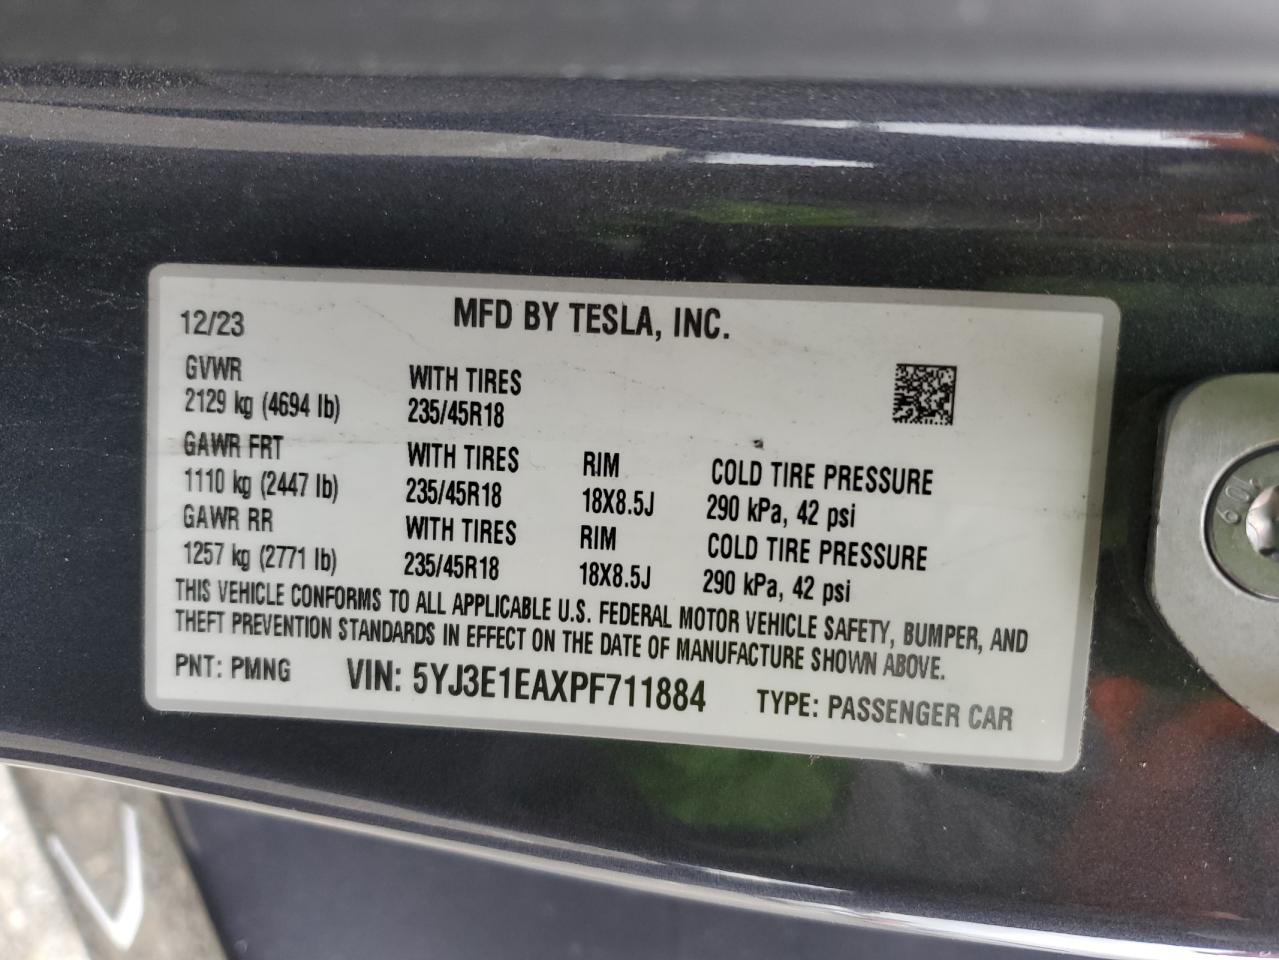 MFD BY TESLA, INC.
12/23
GVWR
2129 kg (4694 lb)
WITH TIRES
235/45R18
GAWR FRT
1110 kg (2447 lb)
WITH TIRES
235/45R18
RIM
18X8.5J
COLD TIRE PRESSURE
290 kPa, 42 psi
GAWR RR
1257 kg (2771 lb)
WITH TIRES
235/45R18
RIM
18X8.5J
COLD TIRE PRESSURE
290 kPa, 42 psi
THIS VEHICLE CONFORMS TO ALL APPLICABLE U.S. FEDERAL MOTOR VEHICLE SAFETY, BUMPER, AND
THEFT PREVENTION STANDARDS IN EFFECT ON THE DATE OF MANUFACTURE SHOWN ABOVE.
PNT: PMNG VIN: 5YJ3E1EAXPF711884 TYPE: PASSENGER CAR